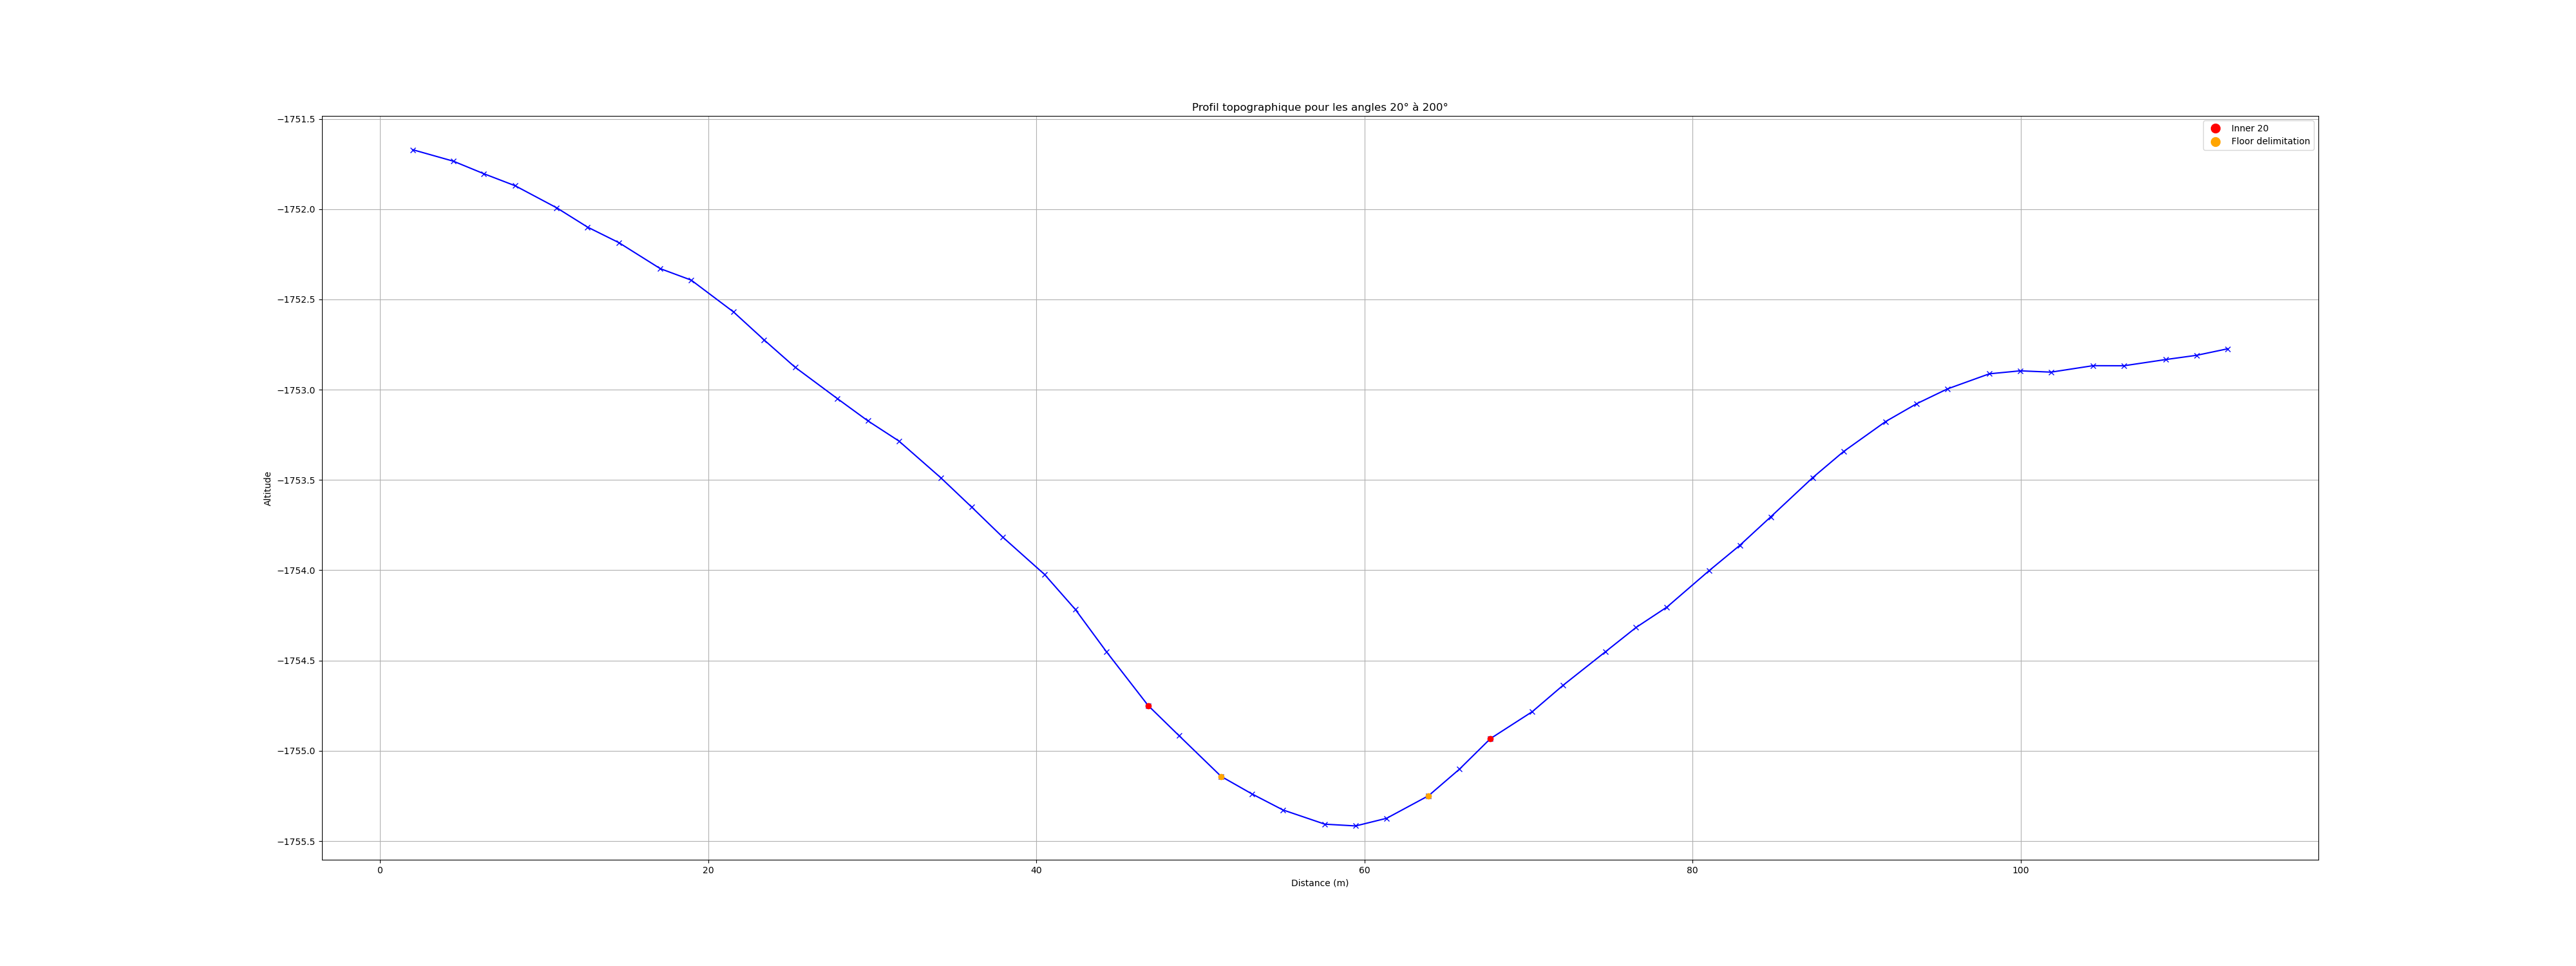 Profil topographique pour les angles 20° à 200°
Inner 20
Floor delimitation
−1751.5
−1752.0
−1752.5
−1753.0
−1753.5
−1754.0
−1754.5
−1755.0
−1755.5
Altitude
0 20 40 60 80 100
Distance (m)